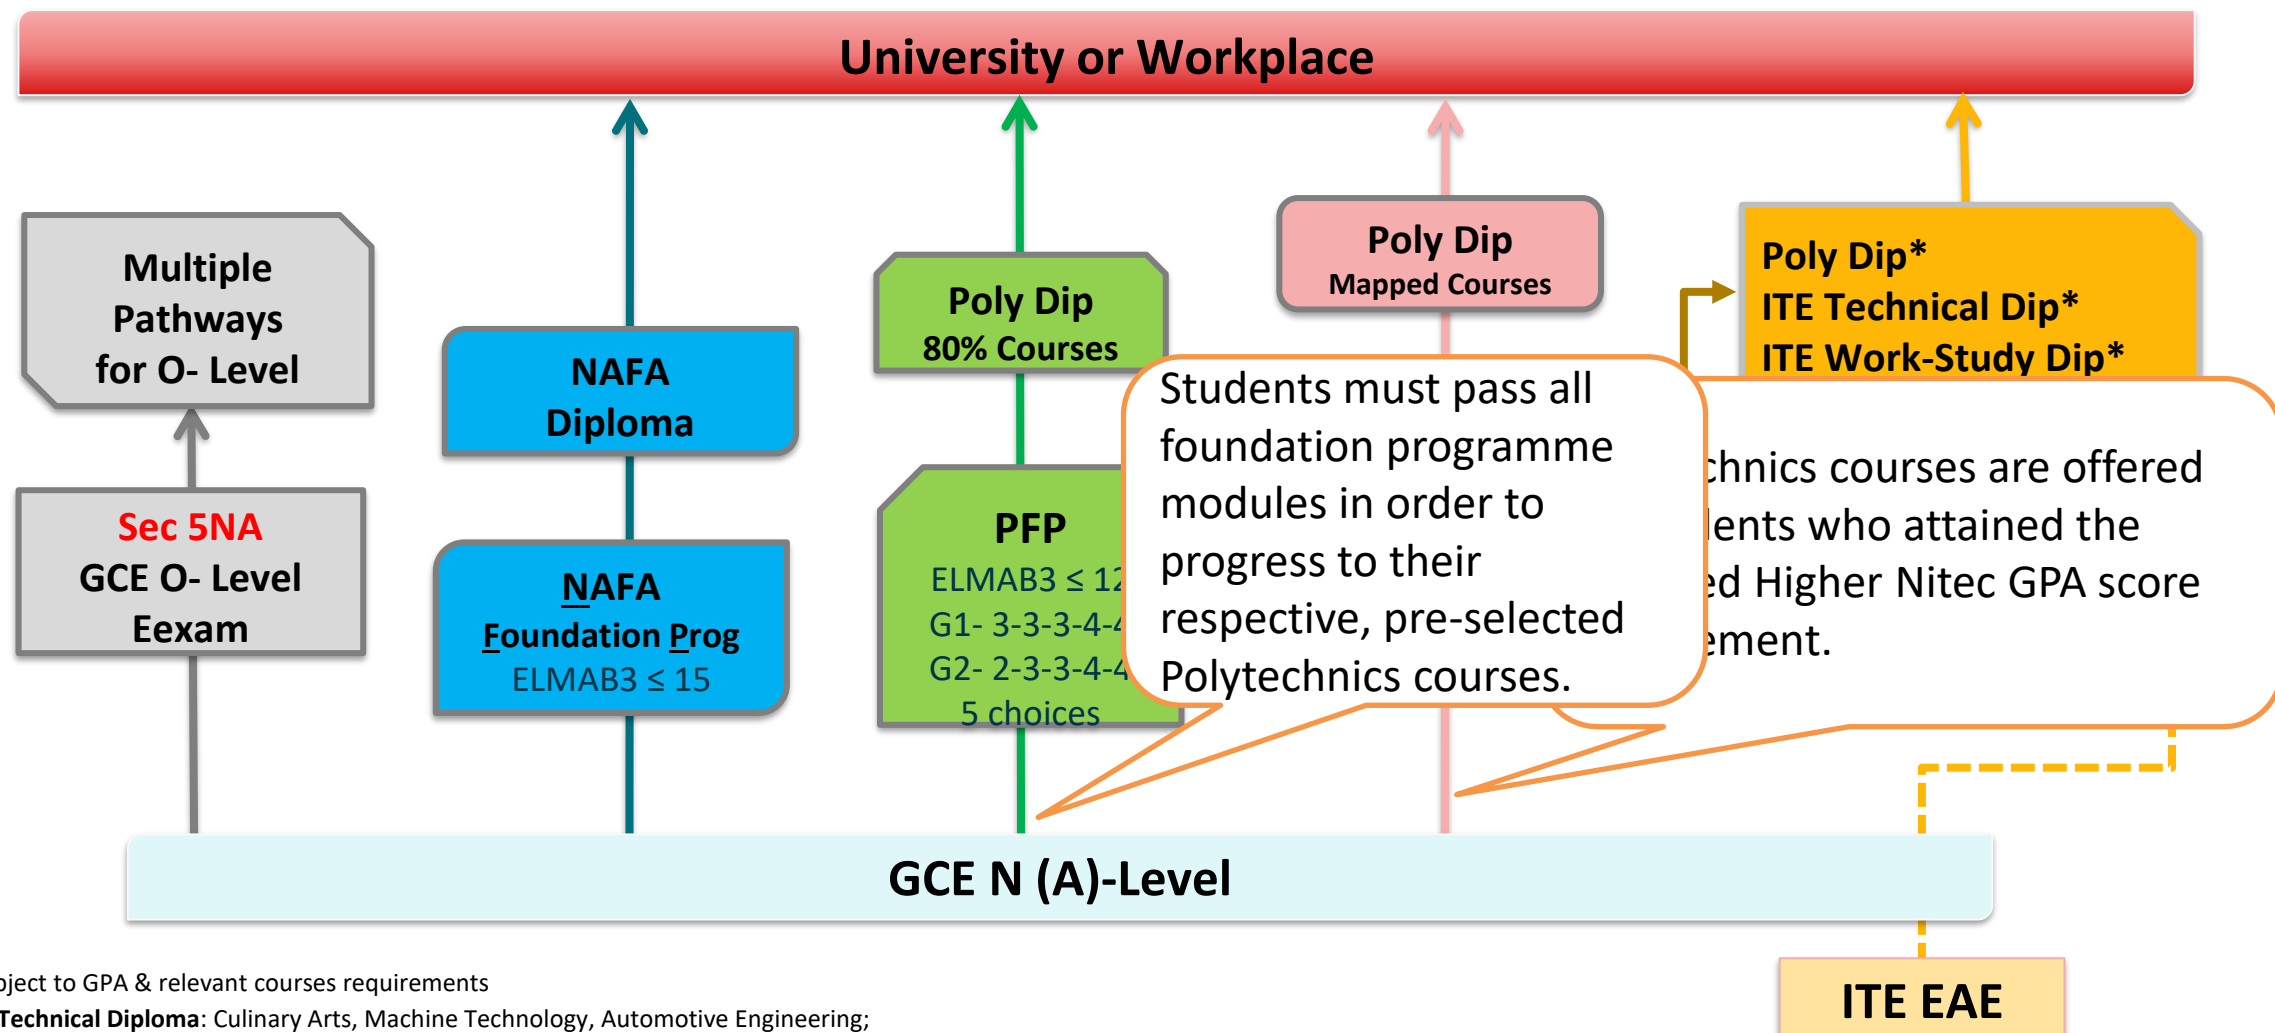 University or Workplace
Multiple
Pathways
for O- Level
Sec 5NA
GCE O- Level
Eexam
NAFA
Diploma
NAFA
Foundation Prog
ELMAB3 ≤ 15
Poly Dip
80% Courses
PFP
ELMAB3 ≤ 12
G1- 3-3-3-4-4
G2- 2-3-3-4-4
5 choices
Poly Dip
Mapped Courses
Students must pass all
foundation programme
modules in order to
progress to their
respective, pre-selected
Polytechnics courses.
Poly Dip*
ITE Technical Dip*
ITE Work-Study Dip*
courses are offered
who attained the
Higher Nitec GPA score
GCE N (A)-Level
ITE EAE
to GPA & relevant courses requirements
Technical Diploma: Culinary Arts, Machine Technology, Automotive Engineering;